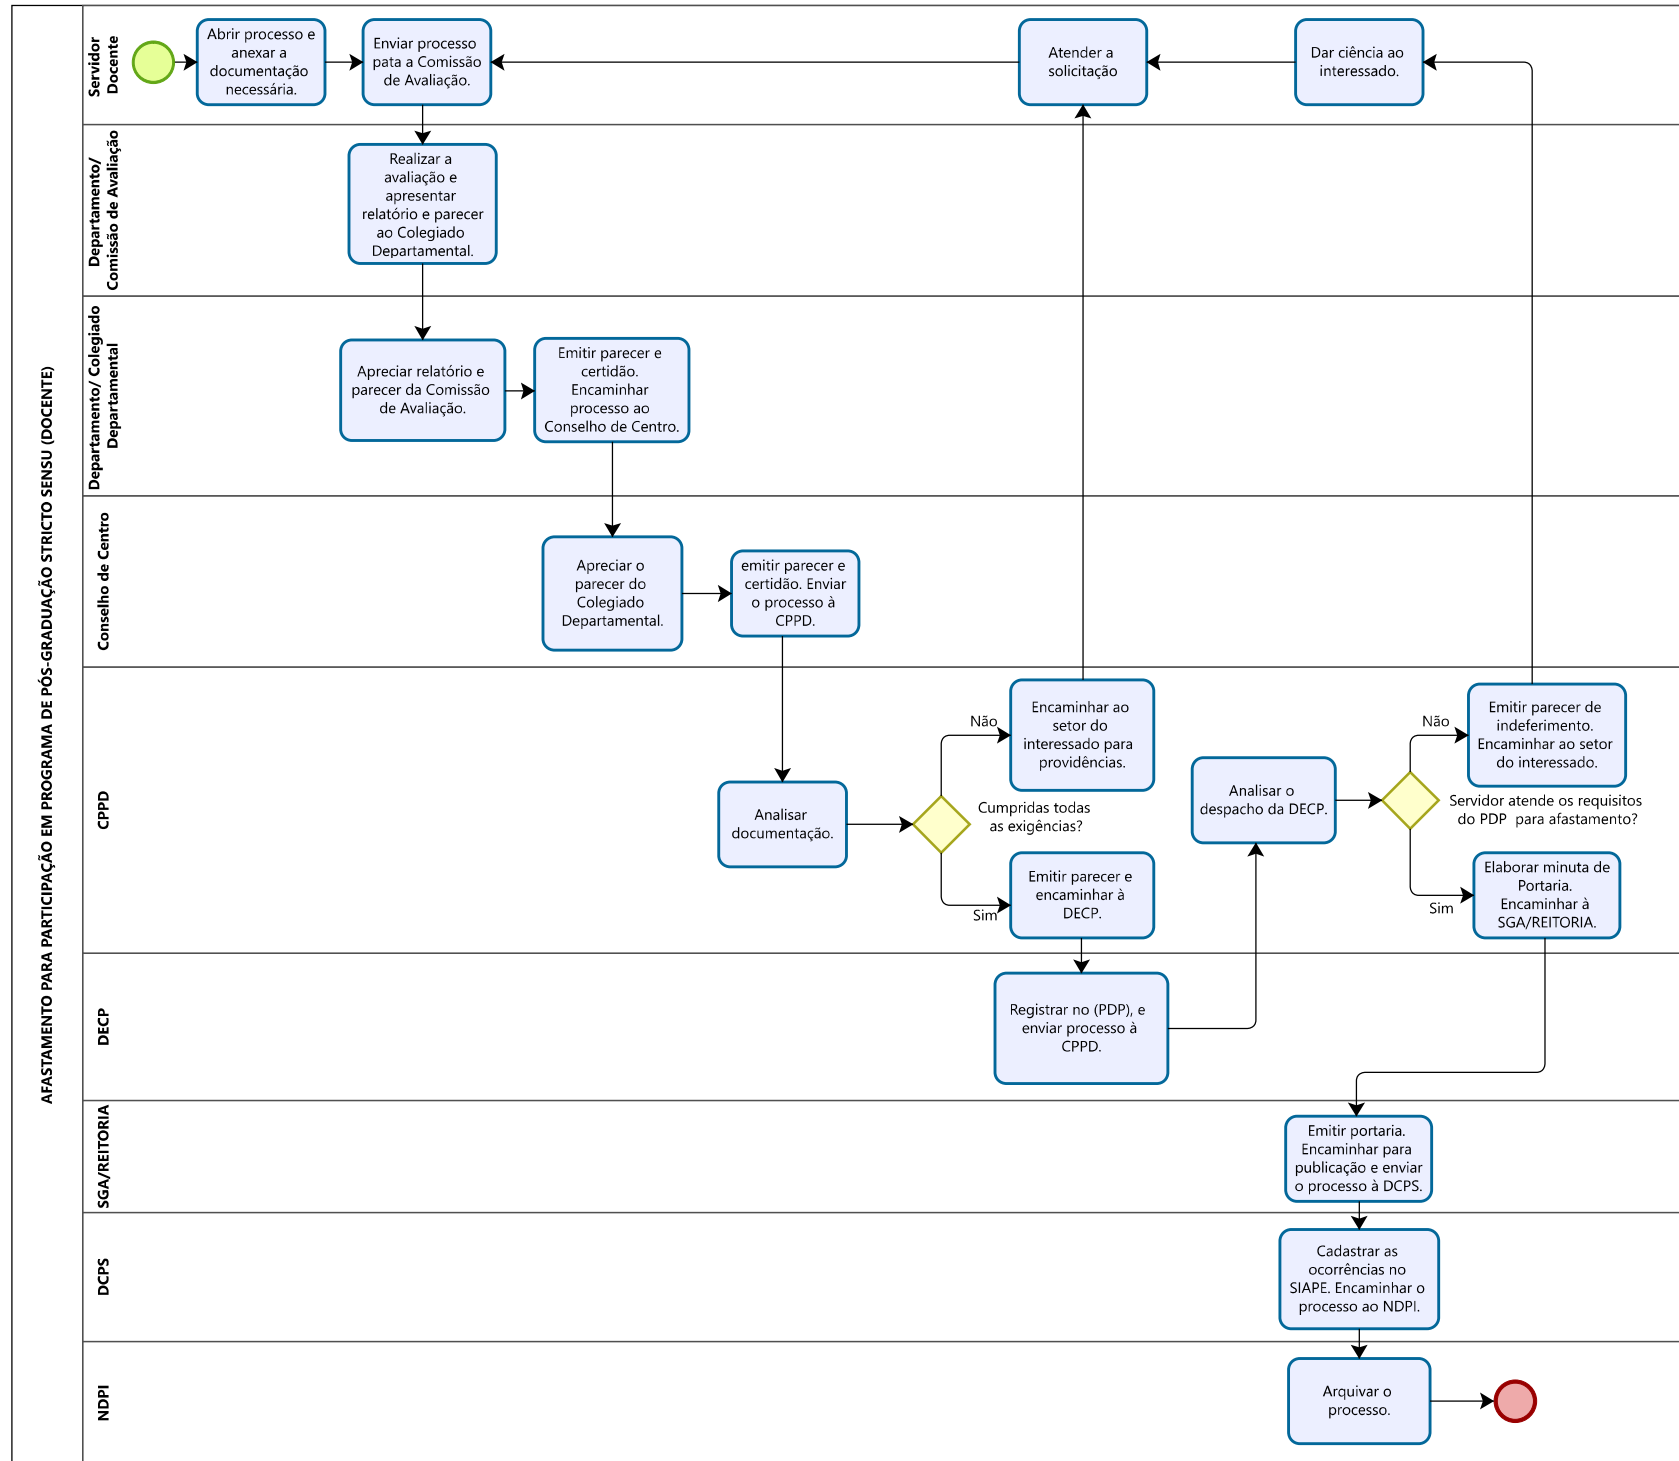 AFASTAMENTO PARA PARTICIPAÇÃO EM PROGRAMA DE PÓS-GRADUAÇÃO STRICTO SENSU (DOCENTE)
Servidor
Docente
Abrir processo e
anexar a
documentação
necessária.
Enviar processo
pata a Comissão
de Avaliação.
Atender a
solicitação
Dar ciência ao
interessado.
Departamento/
Comissão de Avaliação
Realizar a
avaliação e
apresentar
relatório e parecer
ao Colegiado
Departamental.
Departamento/ Colegiado
Departamental
Apreciar relatório e
parecer da Comissão
de Avaliação.
Emitir parecer e
certidão.
Encaminhar
processo ao
Conselho de Centro.
Conselho de Centro
Apreciar o
parecer do
Colegiado
Departamental.
emitir parecer e
certidão. Enviar
o processo à
CPPD.
CPPD
Analisar
documentação.
Cumpridas todas
as exigências?
Não
Encaminhar ao
setor do
interessado para
providências.
Sim
Emitir parecer e
encaminhar à
DECP.
Analisar o
despacho da DECP.
Servidor atende os requisitos
do PDP para afastamento?
Não
Emitir parecer de
indeferimento.
Encaminhar ao setor
do interessado.
Sim
Elaborar minuta de
Portaria.
Encaminhar à
SGA/REITORIA.
DECP
Registrar no (PDP), e
enviar processo à
CPPD.
SGA/REITORIA
Emitir portaria.
Encaminhar para
publicação e enviar
o processo à DCPS.
DCPS
Cadastrar as
ocorrências no
SIAPE. Encaminhar o
processo ao NDPI.
NDPI
Arquivar o
processo.